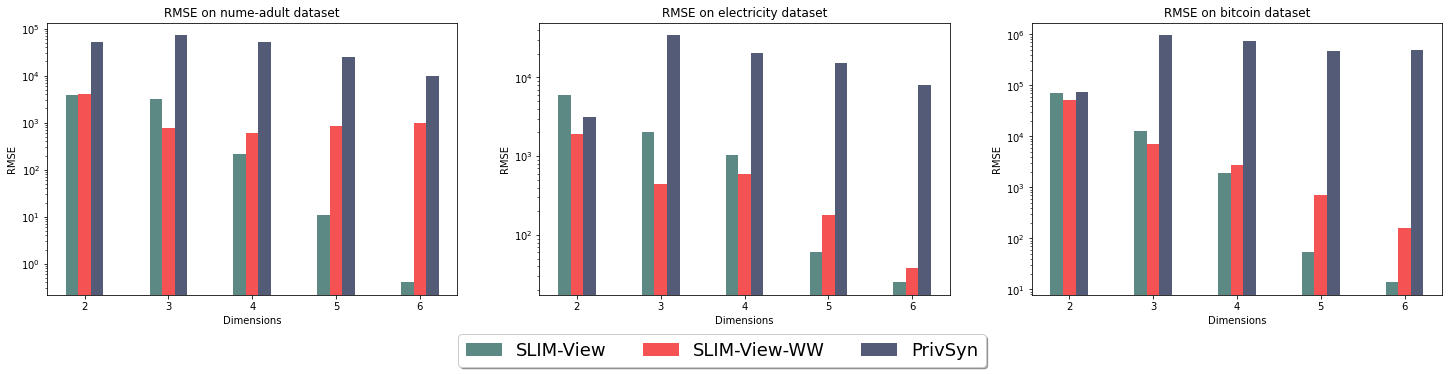 RMSE on nume-adult dataset
RMSE
10^5
10^4
10^3
10^2
10^1
10^0
2 3 4 5 6
Dimensions
RMSE on electricity dataset
RMSE
10^4
10^3
10^2
2 3 4 5 6
Dimensions
RMSE on bitcoin dataset
RMSE
10^6
10^5
10^4
10^3
10^2
10^1
2 3 4 5 6
Dimensions
SLIM-View SLIM-View-WW PrivSyn